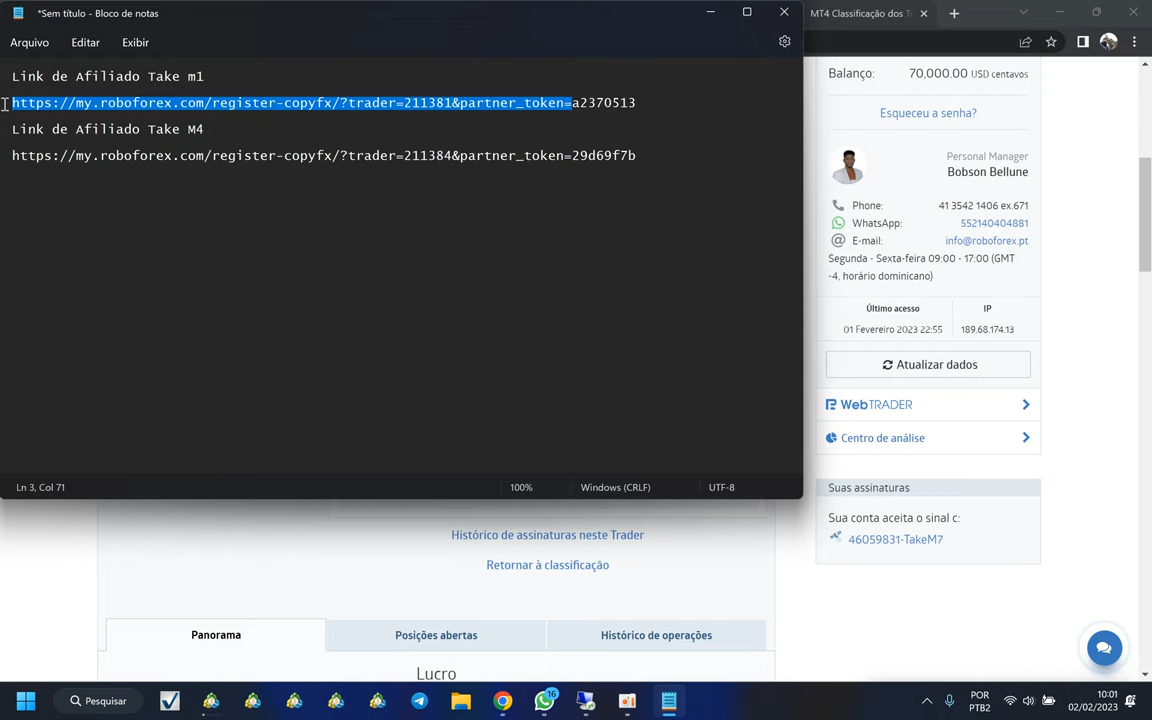 *Sem título - Bloco de notas
MT4 Classificação dos T
Arquivo
Editar
Exibir
Link de Afiliado Take m1
https://my.roboforex.com/register-copyfx/?trader=211381&partner_token=a2370513
Link de Afiliado Take M4
https://my.roboforex.com/register-copyfx/?trader=211384&partner_token=29d69f7b
Ln 3, Col 71
100%
Windows (CRLF)
UTF-8
Balanço: 70,000.00 USD centavos
Esqueceu a senha?
Personal Manager
Bobson Bellune
Phone: 41 3542 1406 ex.671
WhatsApp: 552140404881
E-mail: info@roboforex.pt
Segunda - Sexta-feira 09:00 - 17:00 (GMT
-4, horário dominicano)
Último acesso
IP
01 Fevereiro 2023 22:55
189.68.174.13
Atualizar dados
WebTRADER
Centro de análise
Suas assinaturas
Sua conta aceita o sinal c:
46059831-TakeM7
Histórico de assinaturas neste Trader
Retornar à classificação
Panorama
Posições abertas
Histórico de operações
Lucro
Pesquisar
16
POR
PTB2
10:01
02/02/2023